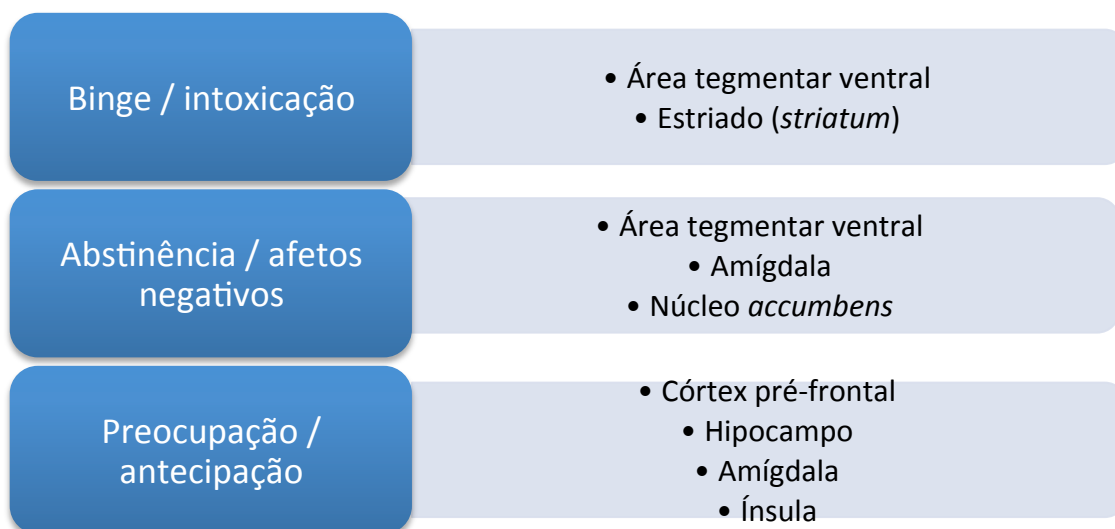 Binge / intoxicação
• Área tegmentar ventral
• Estriado (striatum)
Abstinência / afetos
negativos
• Área tegmentar ventral
• Amígdala
• Núcleo accumbens
Preocupação /
antecipação
• Córtex pré-frontal
• Hipocampo
• Amígdala
• Ínsula